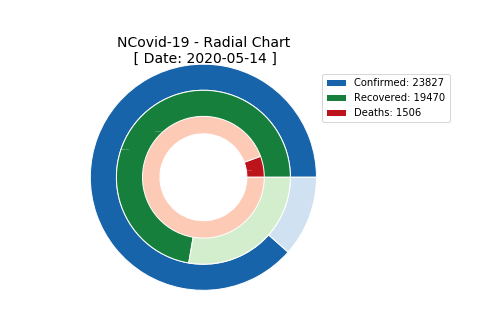 NCovid-19 - Radial Chart
[ Date: 2020-05-14 ]
Confirmed: 23827
Recovered: 19470
Deaths: 1506